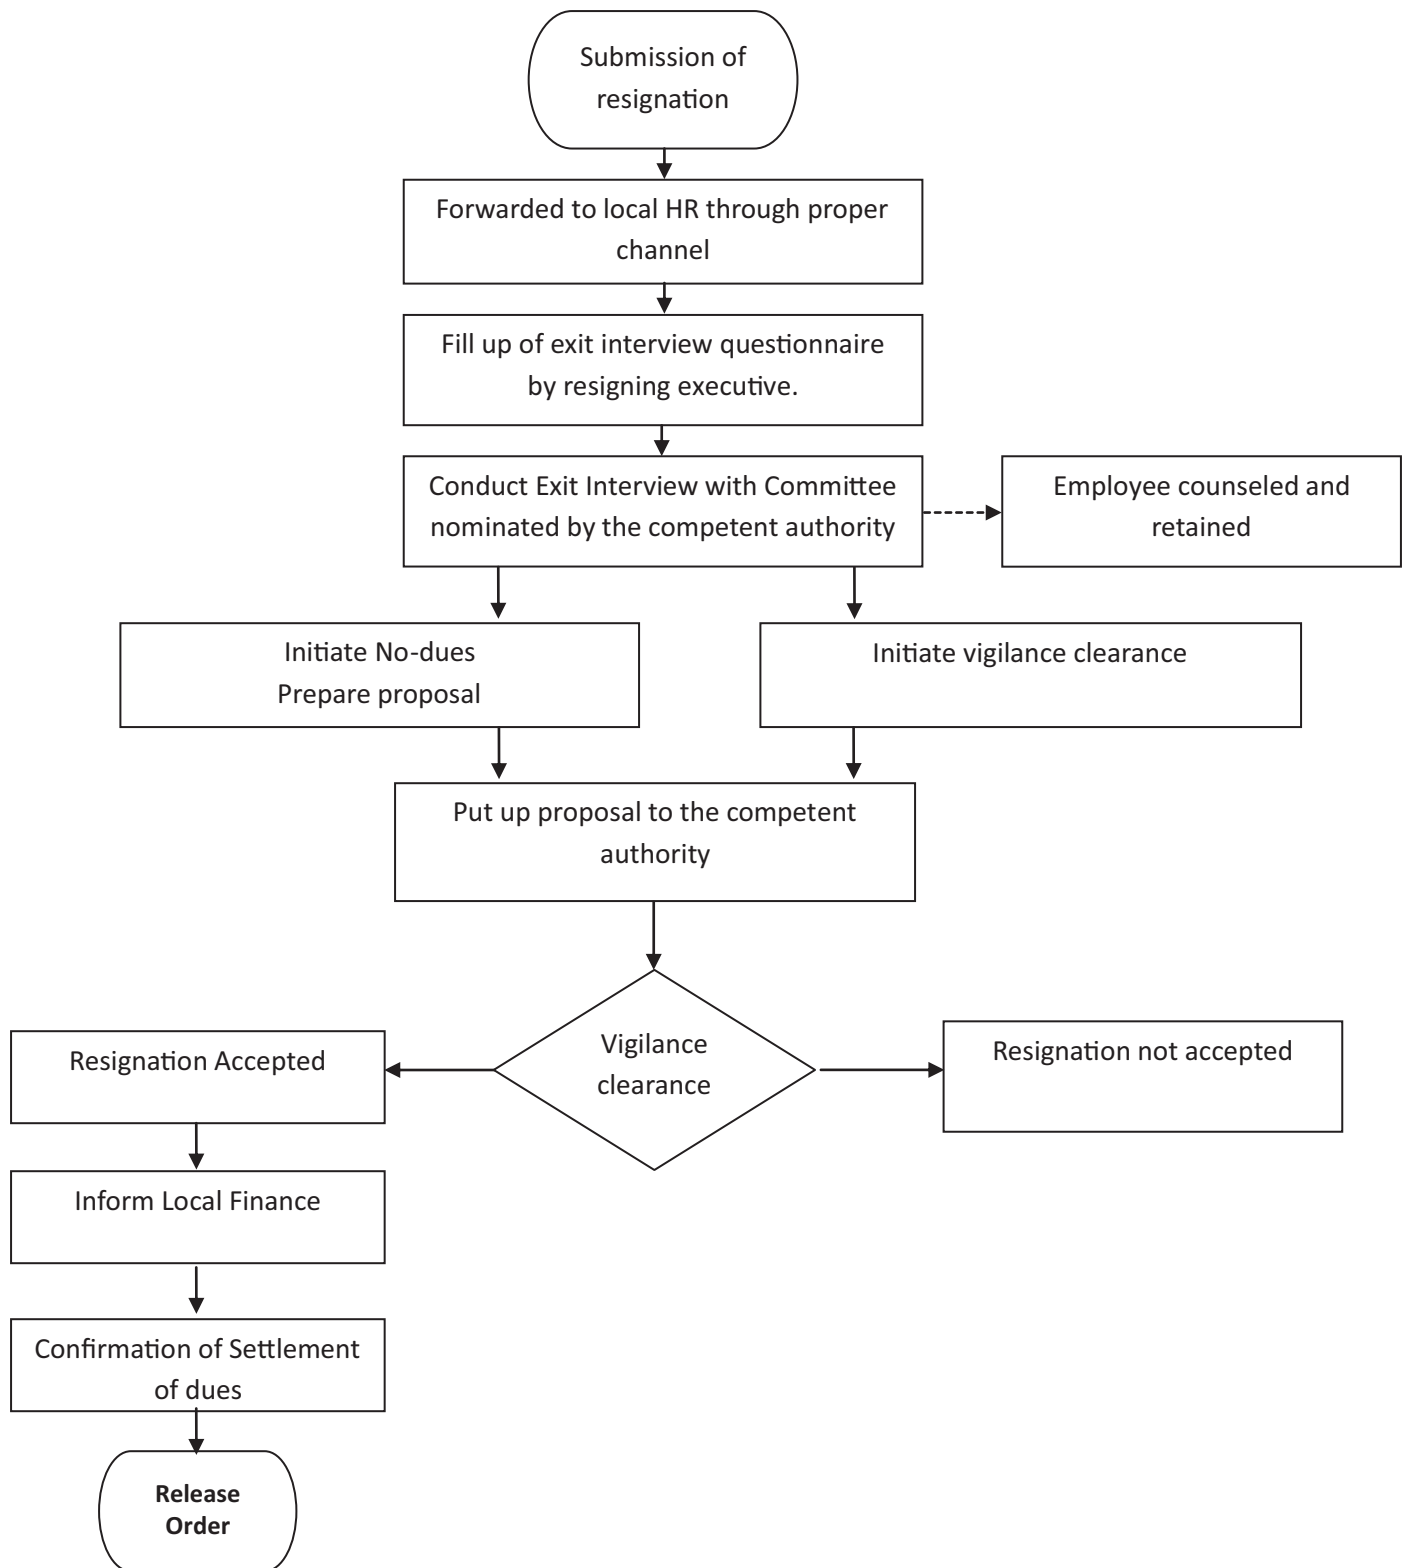 Submission of
resignation
Forwarded to local HR through proper
channel
Fill up of exit interview questionnaire
by resigning executive.
Conduct Exit Interview with Committee
nominated by the competent authority
Employee counseled and
retained
Initiate No-dues
Prepare proposal
Initiate vigilance clearance
Put up proposal to the competent
authority
Vigilance
clearance
Resignation Accepted
Resignation not accepted
Inform Local Finance
Confirmation of Settlement
of dues
Release
Order